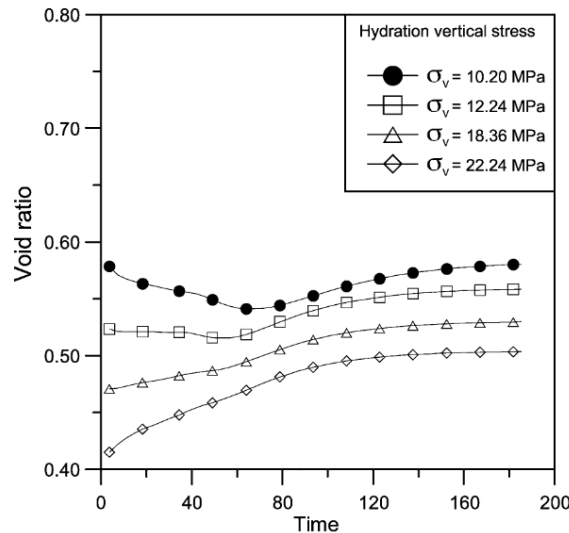 0.80
0.70
0.60
0.50
0.40
Void ratio
0 40 80 120 160 200
Time
Hydration vertical stress
σv = 10.20 MPa
σv = 12.24 MPa
σv = 18.36 MPa
σv = 22.24 MPa